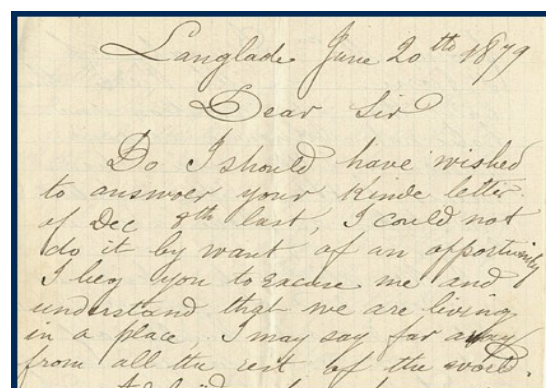 Langlade June 20th 1879
Dear Sir
Do I should have wished
to answer your Kinde letter
of Dec 8th last, I could not
do it by want of an opportunity
I beg you to Excuse me and
understand that we are living
in a place I may say far away
from all the rest of the world.